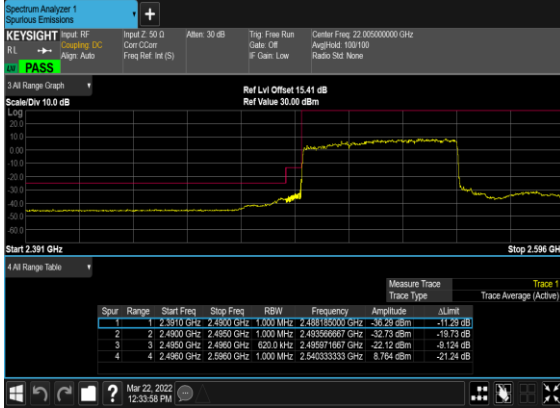 Spectrum Analyzer 1
Spurious Emissions
+
KEYSIGHT Input: RF Input Z: 50 Ω Atten: 30 dB Trig: Free Run Center Freq: 22.005000000 GHz
RL Coupling: DC Corr CCorr Gate: Off Avg|Hold: 100/100
Align: Auto Freq Ref: Int (S) IF Gain: Low Radio Std: None
PASS
3 All Range Graph Ref Lvl Offset 15.41 dB
Scale/Div 10.0 dB Ref Value 30.00 dBm
Log
20.0
10.0
0.00
-10.0
-20.0
-30.0
-40.0
-50.0
-60.0
Start 2.391 GHz Stop 2.596 GH
4 All Range Table
Measure Trace Trace 1
Trace Type Trace Average (Active)
Spur Range Start Freq Stop Freq RBW Frequency Amplitude ΔLimit
1 1 2.3910 GHz 2.4900 GHz 1.000 MHz 2.488185000 GHz -36.29 dBm -11.29 dB
2 2 2.4900 GHz 2.4950 GHz 1.000 MHz 2.493566667 GHz -32.73 dBm -19.73 dB
3 3 2.4950 GHz 2.4960 GHz 620.0 kHz 2.495971667 GHz -22.12 dBm -9.124 dB
4 4 2.4960 GHz 2.5960 GHz 1.000 MHz 2.540333333 GHz 8.764 dBm -21.24 dB
? Mar 22, 2022
12:33:58 PM